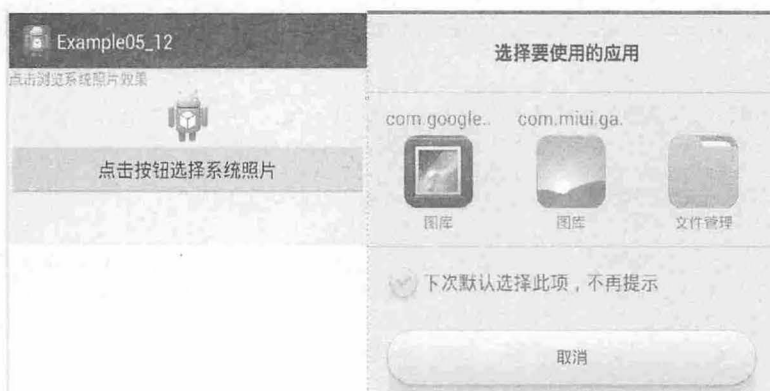 Example05_12
点击浏览系统照片效果
点击按钮选择系统照片
选择要使用的应用
com.google..
com.miui.ga.
图库
图库
文件管理
下次默认选择此项，不再提示
取消